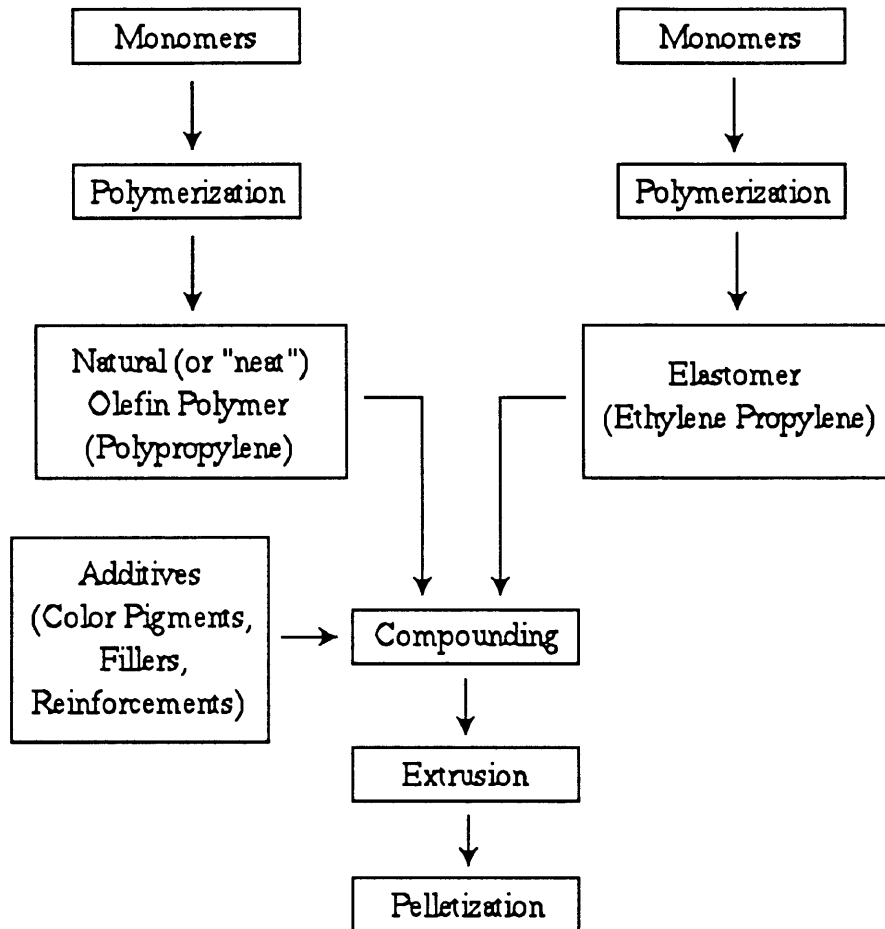 Monomers
Monomers
Polymerization
Polymerization
Natural (or "neat")
Olefin Polymer
(Polypropylene)
Elastomer
(Ethylene Propylene)
Additives
(Color Pigments,
Fillers,
Reinforcements)
Compounding
Extrusion
Pelletization